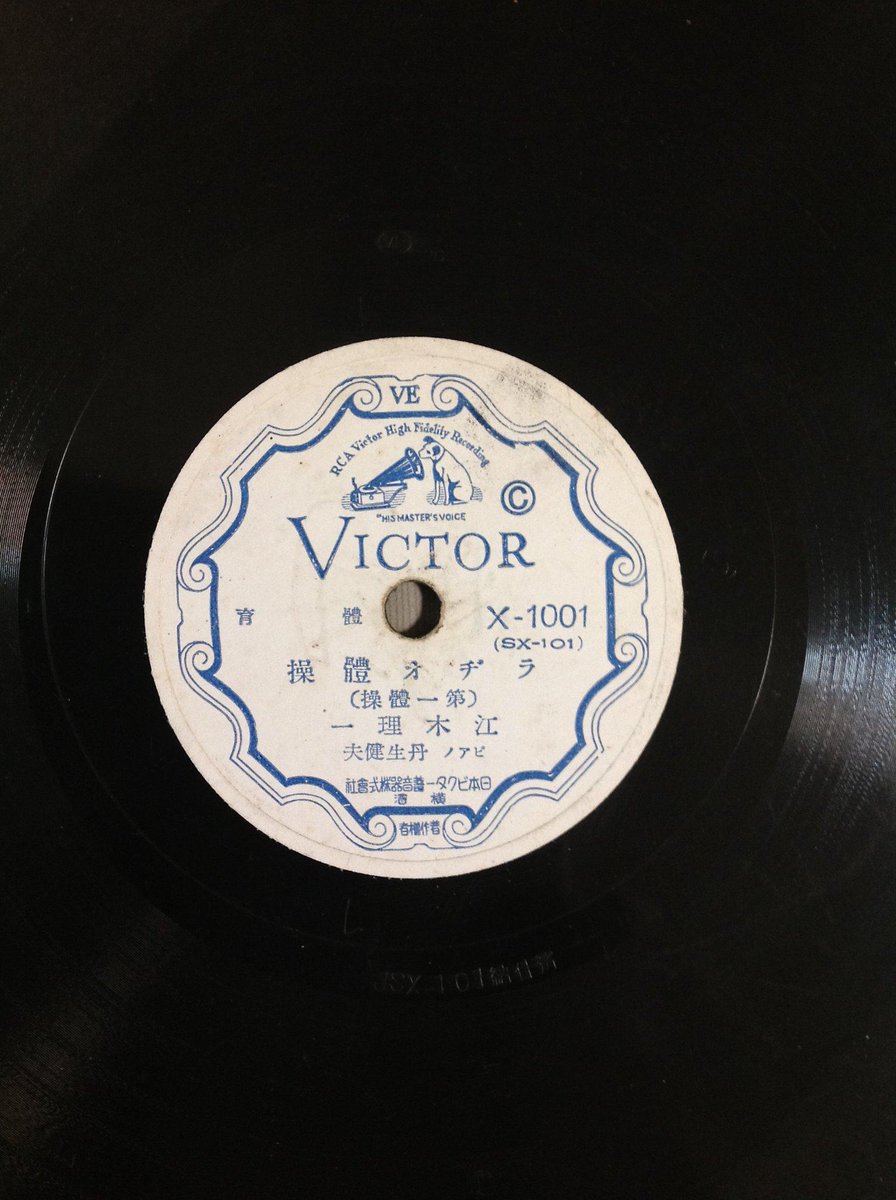 VE
RCA Victor High Fidelity Recording
"HIS MASTER'S VOICE
©
VICTOR
體育
X-1001
(SX-101)
ラヂオ體操
(第一體操)
江木理一
ピアノ 丹生健夫
日本ビクター蓄音器株式會社
横濱
著作權者